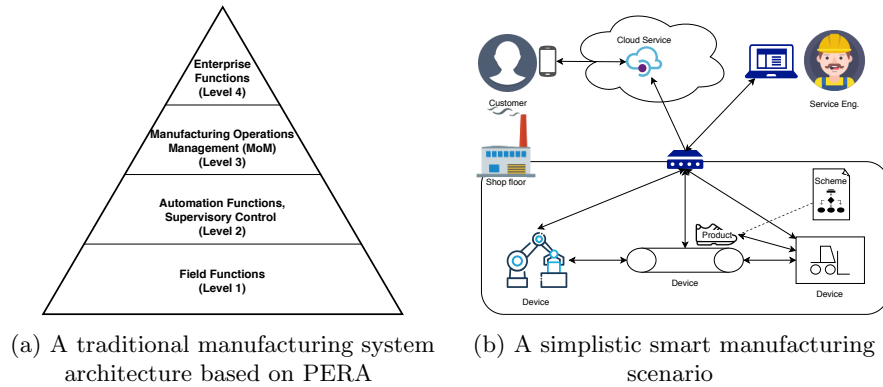 Enterprise
Functions
(Level 4)
Manufacturing Operations
Management (MoM)
(Level 3)
Automation Functions,
Supervisory Control
(Level 2)
Field Functions
(Level 1)
(a) A traditional manufacturing system
architecture based on PERA
Cloud Service
Customer
Service Eng.
Shop floor
Scheme
Product
Device
Device
Device
(b) A simplistic smart manufacturing
scenario